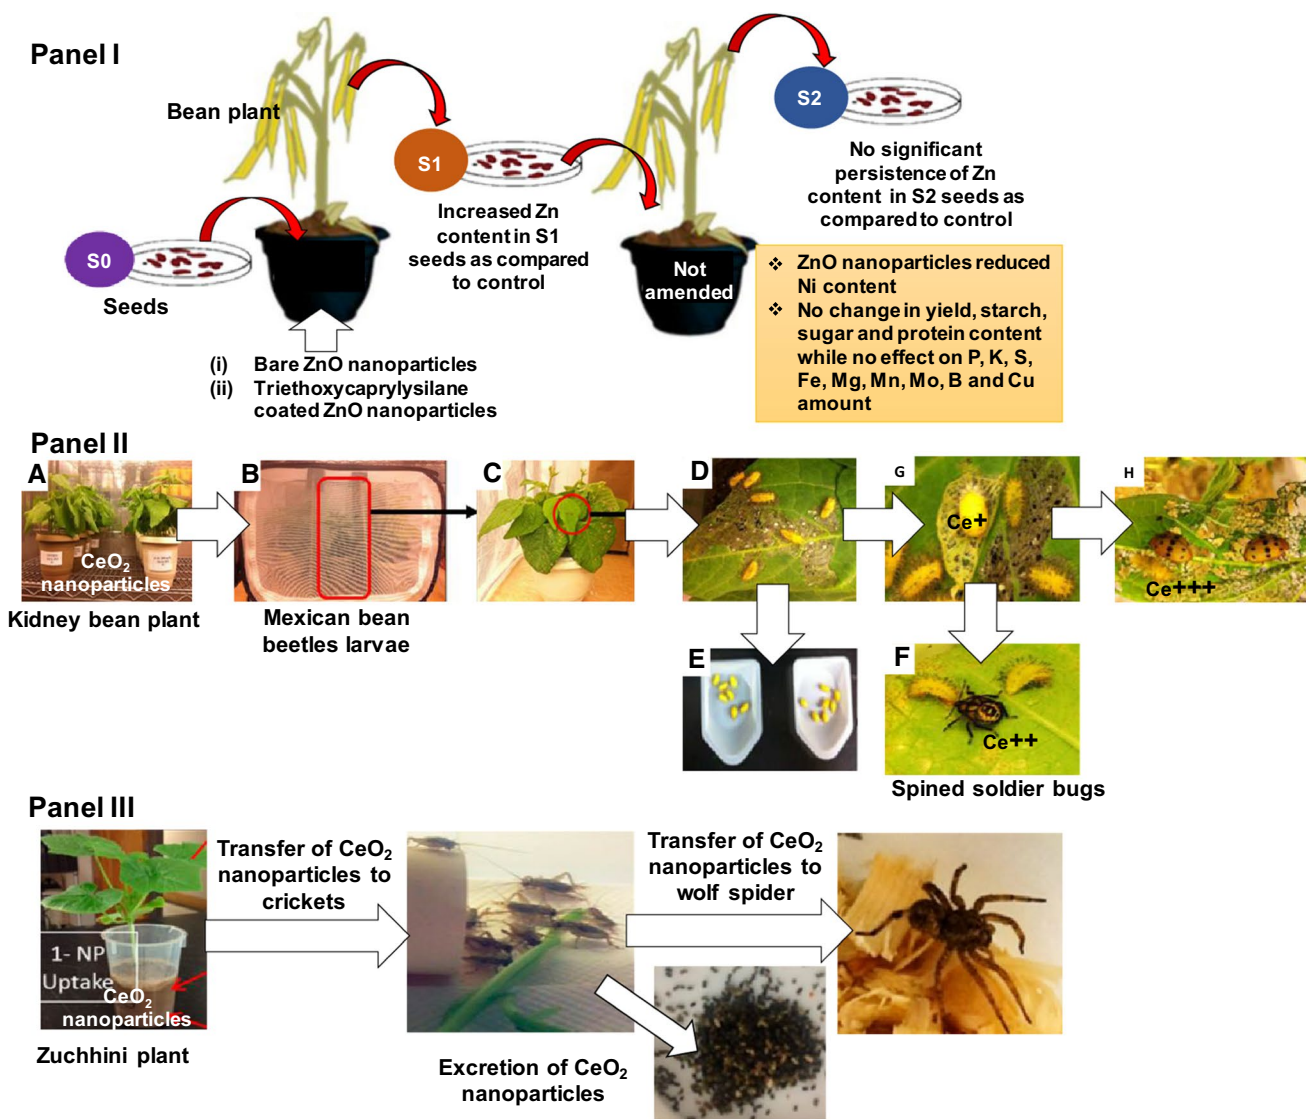 Panel I
Bean plant
S0
Seeds
(i) Bare ZnO nanoparticles
(ii) Triethoxycaprylysilane
coated ZnO nanoparticles
S1
Increased Zn
content in S1
seeds as compared
to control
Not
amended
S2
No significant
persistence of Zn
content in S2 seeds as
compared to control
❖ ZnO nanoparticles reduced
Ni content
❖ No change in yield, starch,
sugar and protein content
while no effect on P, K, S,
Fe, Mg, Mn, Mo, B and Cu
amount
Panel II
A
CeO₂
nanoparticles
Kidney bean plant
B
Mexican bean
beetles larvae
C
D
E
G
Ce+
F
Ce++
Spined soldier bugs
H
Ce+++
Panel III
1- NP
Uptake
CeO₂
nanoparticles
Zuchhini plant
Transfer of CeO₂
nanoparticles to
crickets
Excretion of CeO₂
nanoparticles
Transfer of CeO₂
nanoparticles to
wolf spider